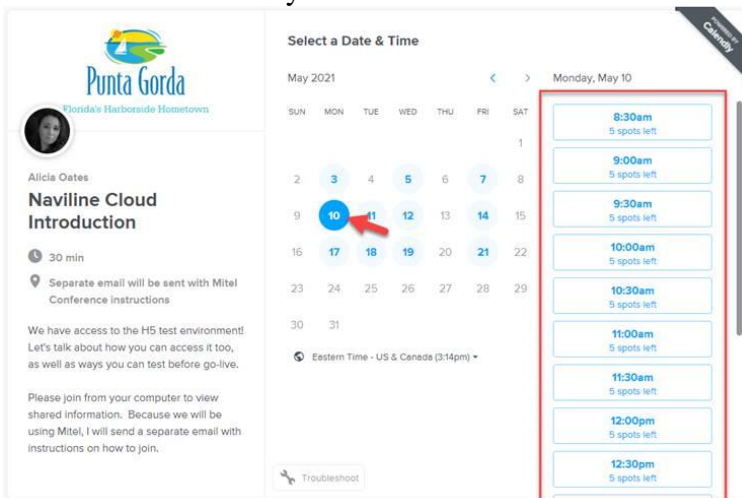 Punta Gorda
Florida's Harborside Hometown
Alicia Oates
Naviline Cloud
Introduction
30 min
Separate email will be sent with Mitel
Conference instructions
We have access to the H5 test environment!
Let's talk about how you can access it too,
as well as ways you can test before go-live.
Please join from your computer to view
shared information. Because we will be
using Mitel, I will send a separate email with
instructions on how to join.
Select a Date & Time
May 2021
SUN MON TUE WED THU FRI SAT
1
2 3 4 5 6 7 8
9 10 11 12 13 14 15
16 17 18 19 20 21 22
23 24 25 26 27 28 29
30 31
Eastern Time - US & Canada (3:14pm)
Troubleshoot
POWERED BY
Calendly
Monday, May 10
8:30am
5 spots left
9:00am
5 spots left
9:30am
5 spots left
10:00am
5 spots left
10:30am
5 spots left
11:00am
5 spots left
11:30am
5 spots left
12:00pm
5 spots left
12:30pm
5 spots left